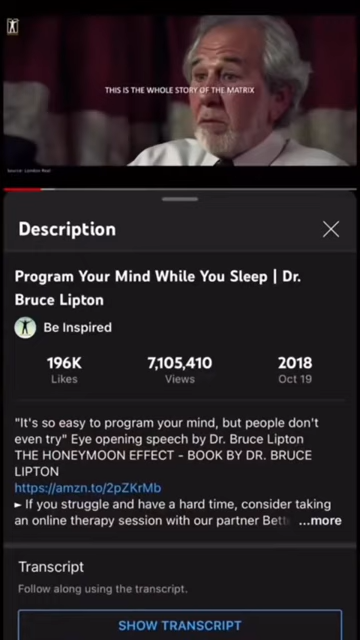 THIS IS THE WHOLE STORY OF THE MATRIX
Source: London Real
Description
Program Your Mind While You Sleep | Dr.
Bruce Lipton
Be Inspired
196K 7,105,410 2018
Likes Views Oct 19
"It's so easy to program your mind, but people don't
even try" Eye opening speech by Dr. Bruce Lipton
THE HONEYMOON EFFECT - BOOK BY DR. BRUCE
LIPTON
https://amzn.to/2pZKrMb
► If you struggle and have a hard time, consider taking
an online therapy session with our partner Bett ...more
Transcript
Follow along using the transcript.
SHOW TRANSCRIPT